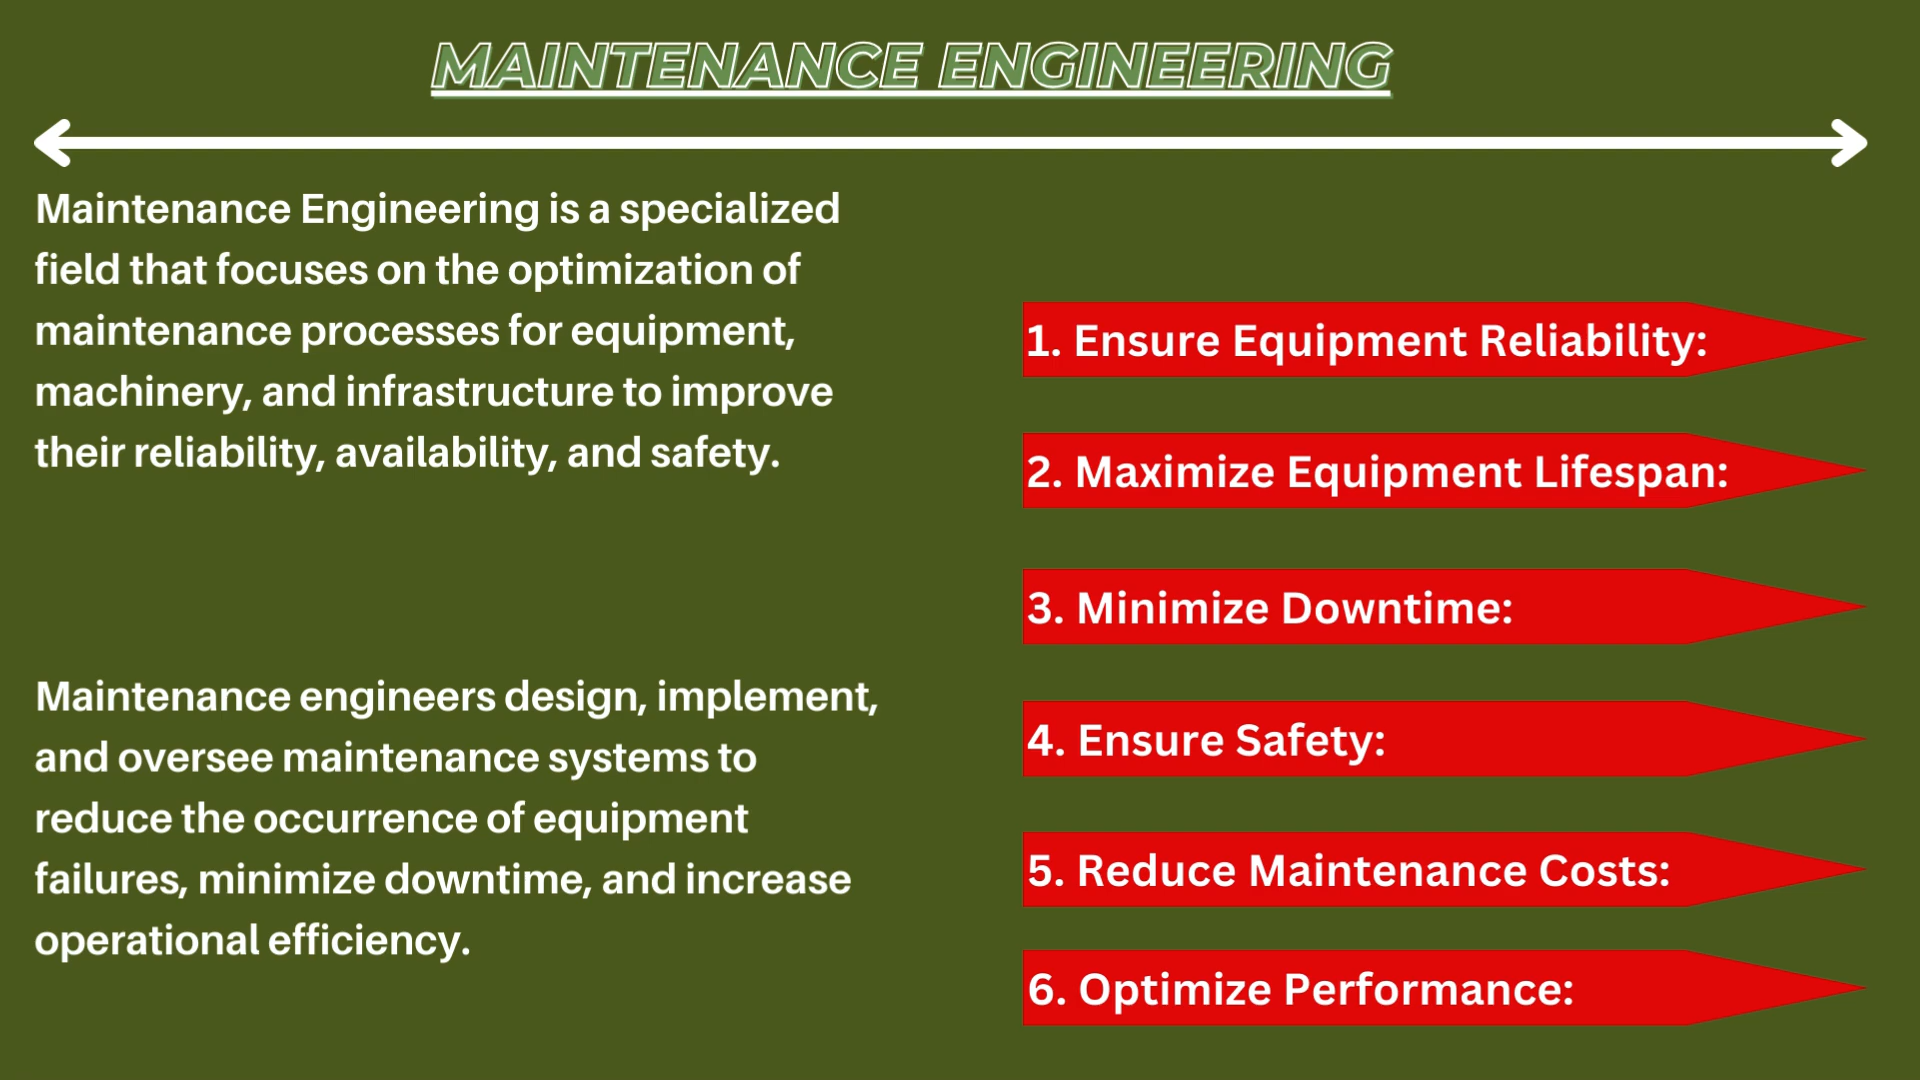 MAINTENANCE ENGINEERING
Maintenance Engineering is a specialized
field that focuses on the optimization of
maintenance processes for equipment,
machinery, and infrastructure to improve
their reliability, availability, and safety.
Maintenance engineers design, implement,
and oversee maintenance systems to
reduce the occurrence of equipment
failures, minimize downtime, and increase
operational efficiency.
1. Ensure Equipment Reliability:
2. Maximize Equipment Lifespan:
3. Minimize Downtime:
4. Ensure Safety:
5. Reduce Maintenance Costs:
6. Optimize Performance: